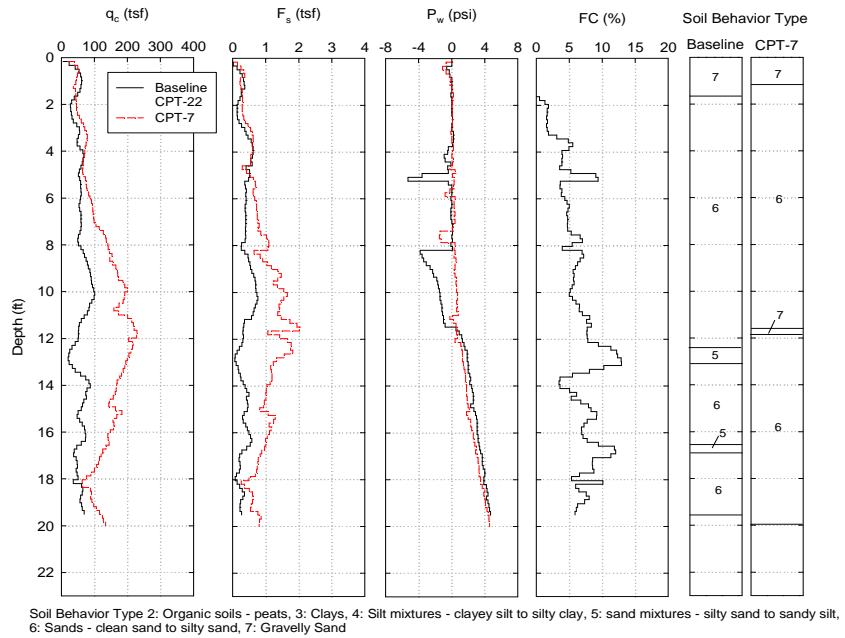 q_c (tsf)
F_s (tsf)
P_w (psi)
FC (%)
Soil Behavior Type
Baseline
CPT-7
0 100 200 300 400
0 1 2 3 4
-8 -4 0 4 8
0 5 10 15 20
Baseline
CPT-22
CPT-7
Depth (ft)
0
2
4
6
8
10
12
14
16
18
20
22
7
6
5
6
5
6
7
6
7
6
Soil Behavior Type 2: Organic soils - peats, 3: Clays, 4: Silt mixtures - clayey silt to silty clay, 5: sand mixtures - silty sand to sandy silt,
6: Sands - clean sand to silty sand, 7: Gravelly Sand